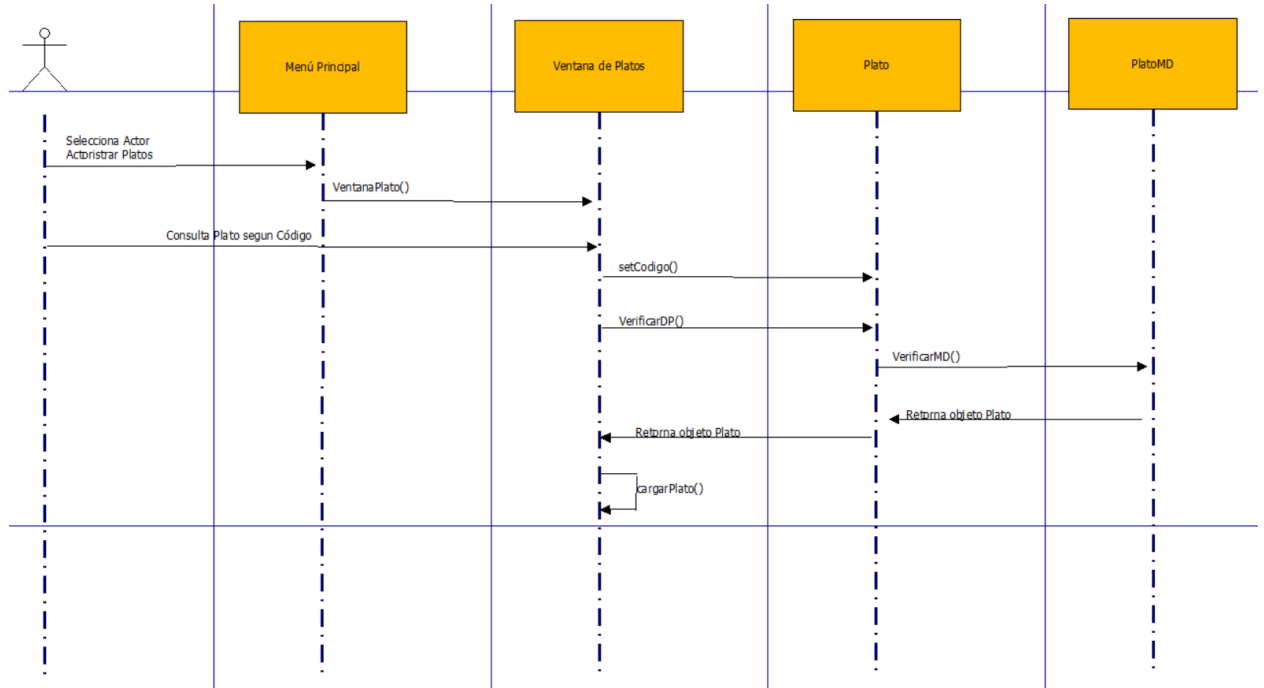 Menú Principal
Ventana de Platos
Plato
PlatoMD
Selecciona Actor
Actoristrar Platos
VentanaPlato()
Consulta Plato segun Código
setCodigo()
VerificarDP()
VerificarMD()
Retorna objeto Plato
Retorna objeto Plato
cargarPlato()